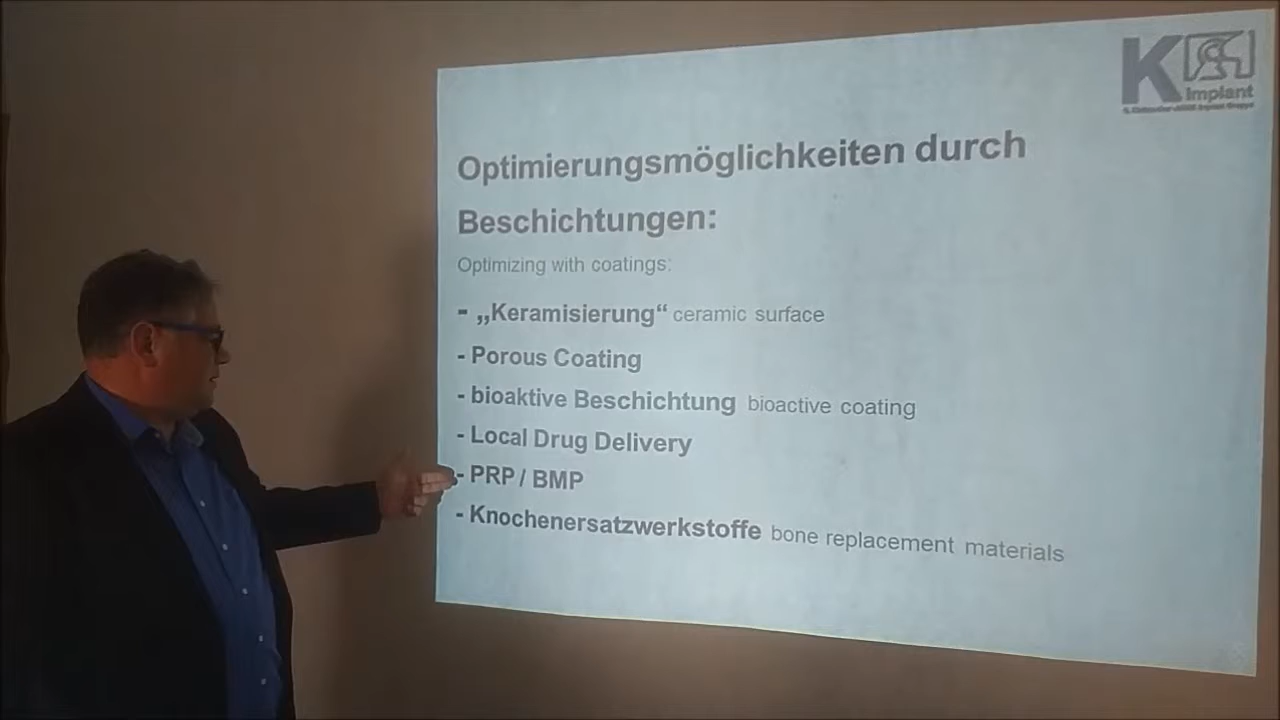 K
Implant
Optimierungsmöglichkeiten durch
Beschichtungen:
Optimizing with coatings:
- „Keramisierung“ ceramic surface
- Porous Coating
- bioaktive Beschichtung bioactive coating
- Local Drug Delivery
- PRP / BMP
- Knochenersatzwerkstoffe bone replacement materials